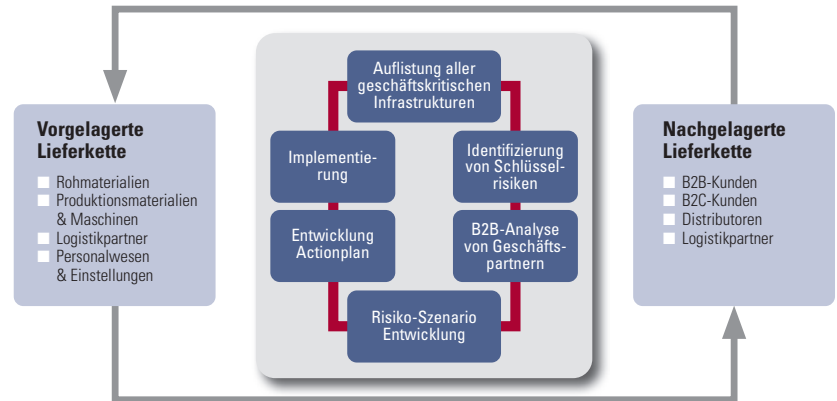 Vorgelagerte
Lieferkette
Rohmaterialien
Produktionsmaterialien
& Maschinen
Logistikpartner
Personalwesen
& Einstellungen
Auflistung aller
geschäftskritischen
Infrastrukturen
Implementie-
rung
Identifizierung
von Schlüssel-
risiken
Entwicklung
Actionplan
B2B-Analyse
von Geschäfts-
partnern
Risiko-Szenario
Entwicklung
Nachgelagerte
Lieferkette
B2B-Kunden
B2C-Kunden
Distributoren
Logistikpartner